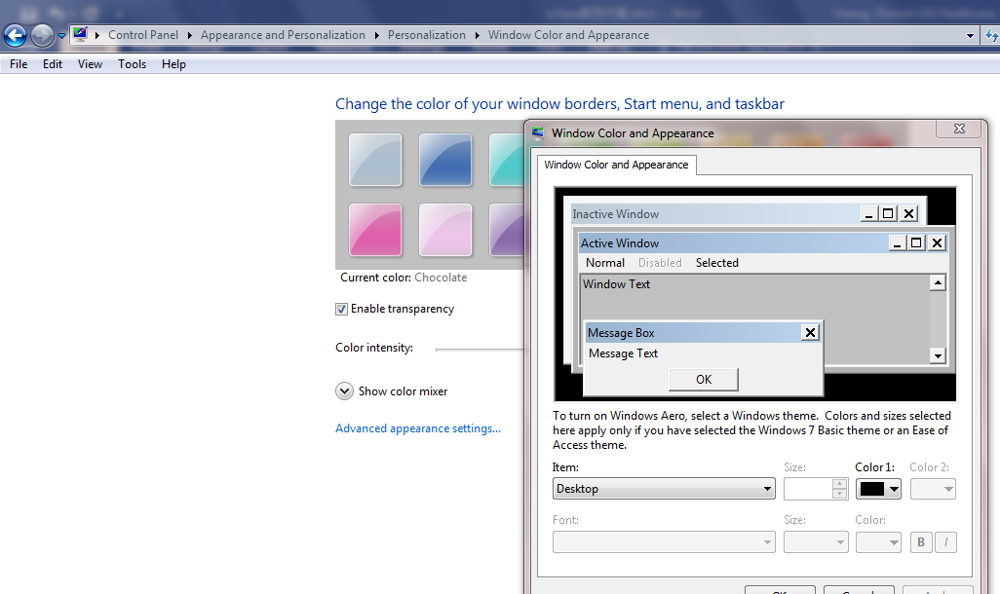 Control Panel Appearance and Personalization Personalization Window Color and Appearance
File Edit View Tools Help
Change the color of your window borders, Start menu, and taskbar
Current color: Chocolate
Enable transparency
Color intensity:
Show color mixer
Advanced appearance settings...
Window Color and Appearance
Window Color and Appearance
Inactive Window
Active Window
Normal Disabled Selected
Window Text
Message Box
Message Text
OK
To turn on Windows Aero, select a Windows theme. Colors and sizes selected
here apply only if you have selected the Windows 7 Basic theme or an Ease of
Access theme.
Item: Size: Color 1: Color 2:
Desktop
Font: Size: Color:
B I